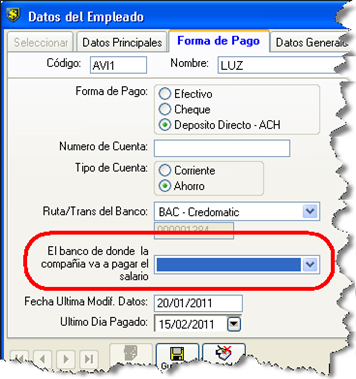 Datos del Empleado
Seleccionar Datos Principales Forma de Pago Datos Generale
Código: AVI1 Nombre: LUZ
Forma de Pago: Efectivo
Cheque
Deposito Directo - ACH
Numero de Cuenta:
Tipo de Cuenta: Corriente
Ahorro
Ruta/Trans del Banco: BAC - Credomatic
000001384
El banco de donde la
compañia va a pagar el
salario
Fecha Ultima Modif. Datos: 20/01/2011
Ultimo Dia Pagado: 15/02/2011